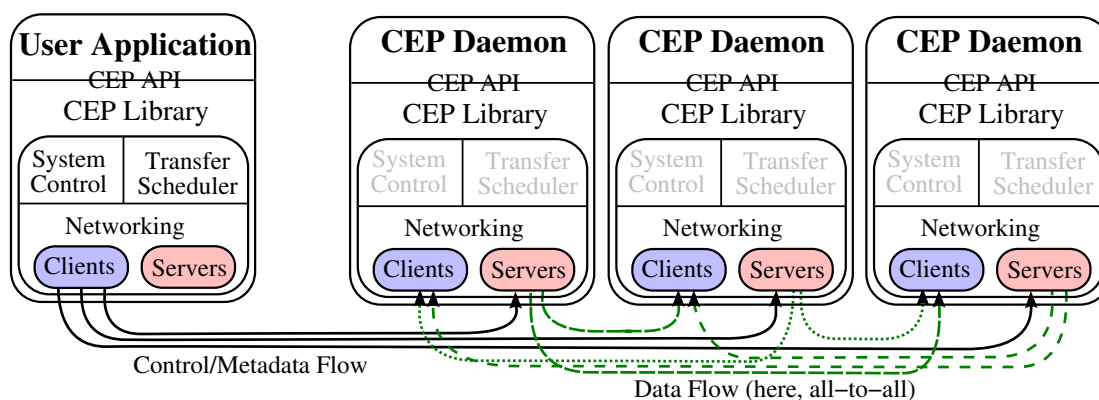 User Application
CEP API
CEP Library
System
Control
Transfer
Scheduler
Networking
Clients
Servers
CEP Daemon
CEP API
CEP Library
System
Control
Transfer
Scheduler
Networking
Clients
Servers
CEP Daemon
CEP API
CEP Library
System
Control
Transfer
Scheduler
Networking
Clients
Servers
CEP Daemon
CEP API
CEP Library
System
Control
Transfer
Scheduler
Networking
Clients
Servers
Control/Metadata Flow
Data Flow (here, all−to−all)